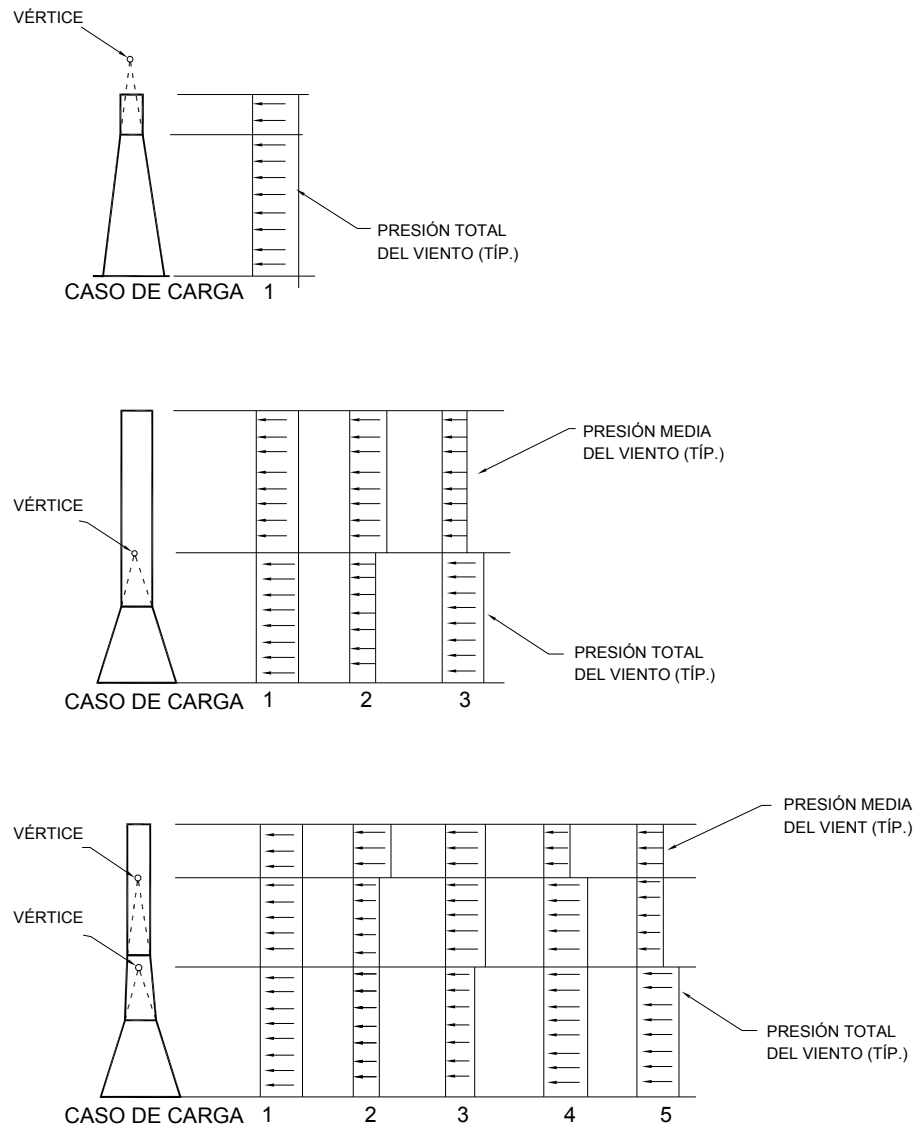 VÉRTICE
PRESIÓN TOTAL
DEL VIENTO (TÍP.)
CASO DE CARGA 1
PRESIÓN MEDIA
DEL VIENTO (TÍP.)
VÉRTICE
PRESIÓN TOTAL
DEL VIENTO (TÍP.)
CASO DE CARGA 1 2 3
PRESIÓN MEDIA
DEL VIENT (TÍP.)
VÉRTICE
VÉRTICE
PRESIÓN TOTAL
DEL VIENTO (TÍP.)
CASO DE CARGA 1 2 3 4 5